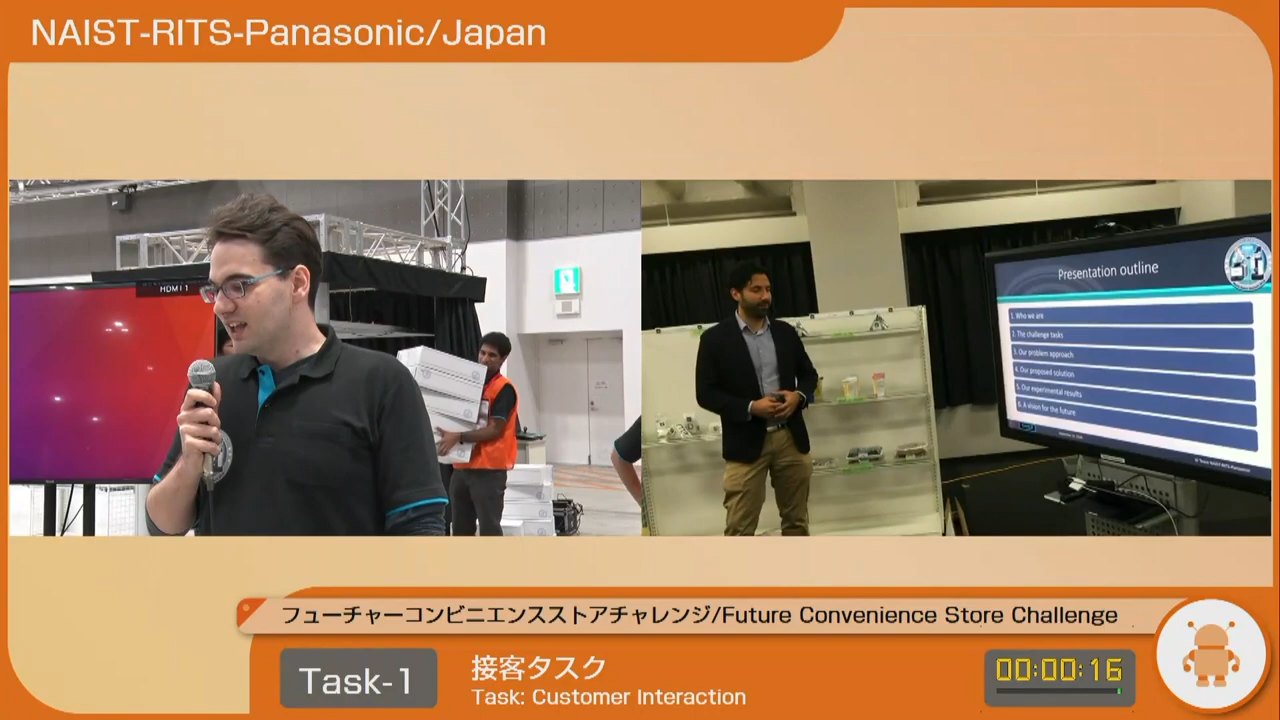 NAIST-RITS-Panasonic/Japan
HDMI 1
Presentation outline
1. Who we are
2. The challenge tasks
3. Our problem approach
4. Our proposed solution
5. Our experimental results
6. A vision for the future
フューチャーコンビニエンスストアチャレンジ/Future Convenience Store Challenge
Task-1
接客タスク
Task: Customer Interaction
00:00:16